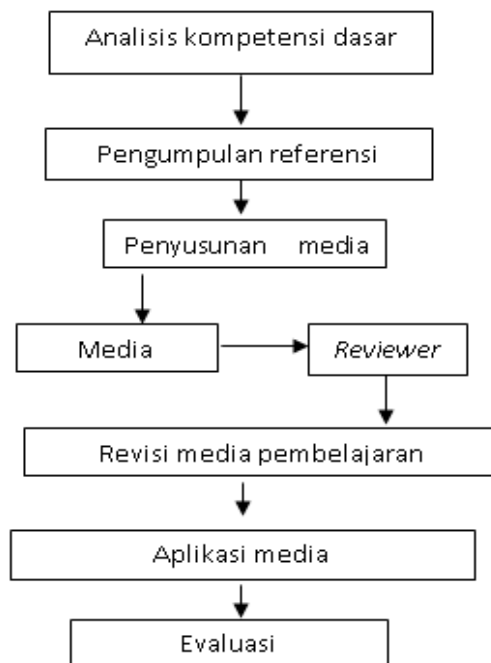 Analisis kompetensi dasar
Pengumpulan referensi
Penyusunan media
Media
Reviewer
Revisi media pembelajaran
Aplikasi media
Evaluasi